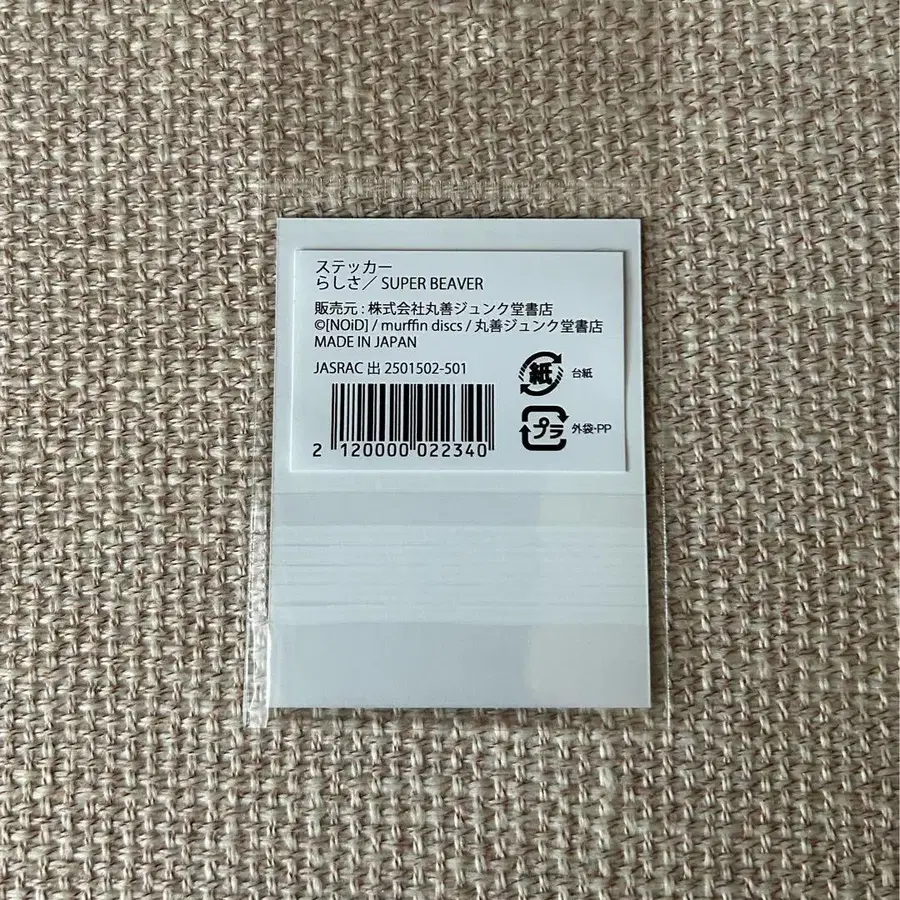 ステッカー
らしさ／SUPER BEAVER
販売元 : 株式会社丸善ジュンク堂書店
©[NOiD] / murffin discs / 丸善ジュンク堂書店
MADE IN JAPAN
JASRAC 出 2501502-501
紙 台紙
プラ 外袋-PP
2 120000 022340